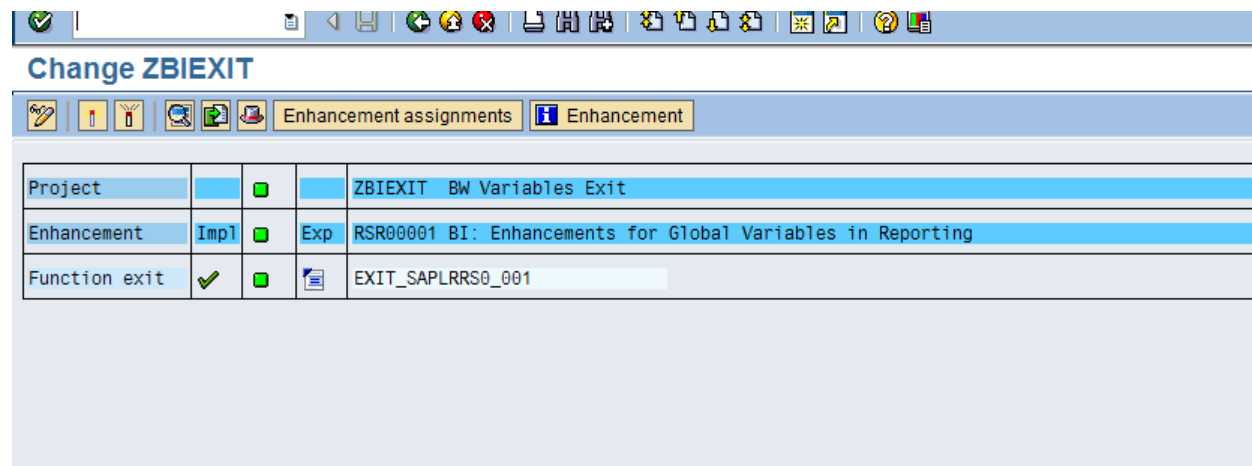 Change ZBIEXIT
Enhancement assignments Enhancement
Project ZBIEXIT BW Variables Exit
Enhancement Impl Exp RSR00001 BI: Enhancements for Global Variables in Reporting
Function exit EXIT_SAPLRRS0_001